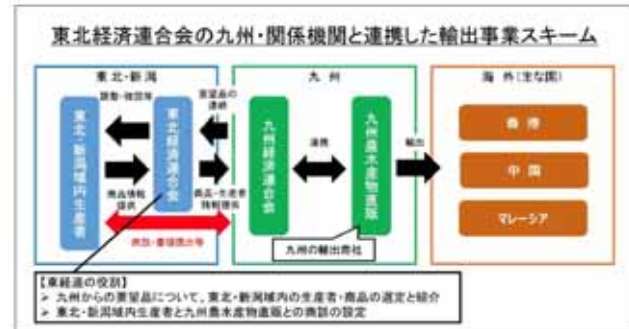 東北経済連合会の九州・関係機関と連携した輸出事業スキーム
東北・新潟
九 州
海 外（主な国）
東北・新潟域内生産者
東北経済連合会
要望品の
連絡
商品情報
提供
商品・生産者
情報提供
九州経済連合会
連携
九州農水産物直販
輸出
香 港
中 国
マレーシア
九州の輸出商社
【東経連の役割】
➢ 九州からの要望品について、東北・新潟域内の生産者・商品の選定と紹介
➢ 東北・新潟域内生産者と九州農水産物直販との商談の設定